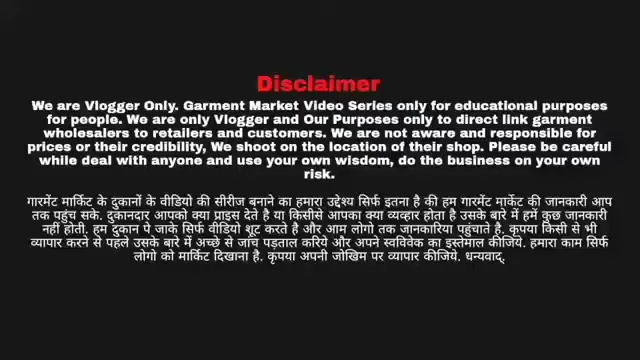 Disclaimer
We are Vlogger Only. Garment Market Video Series only for educational purposes
for people. We are only Vlogger and Our Purposes only to direct link garment
wholesalers to retailers and customers. We are not aware and responsible for
prices or their credibility, We shoot on the location of their shop. Please be careful
while deal with anyone and use your own wisdom, do the business on your own
risk.
गारमेंट मार्किट के दुकानों के वीडियो की सीरीज बनाने का हमारा उद्देश्य सिर्फ इतना है की हम गारमेंट मार्केट की जानकारी आप
तक पहुंच सके. दुकानदार आपको क्या प्राइस देते है या किसीसे आपका क्या व्यव्हार होता है उसके बारे में हमें कुछ जानकारी
नहीं होती. हम दुकान पे जाके सिर्फ वीडियो शूट करते है और आम लोगो तक जानकारिया पहुंचाते है. कृपया किसी से भी
व्यापार करने से पहले उसके बारे में अच्छे से जांच पड़ताल करिये और अपने स्वविवेक का इस्तेमाल कीजिये. हमारा काम सिर्फ
लोगो को मार्किट दिखाना है. कृपया अपनी जोखिम पर व्यापार कीजिये. धन्यवाद्.